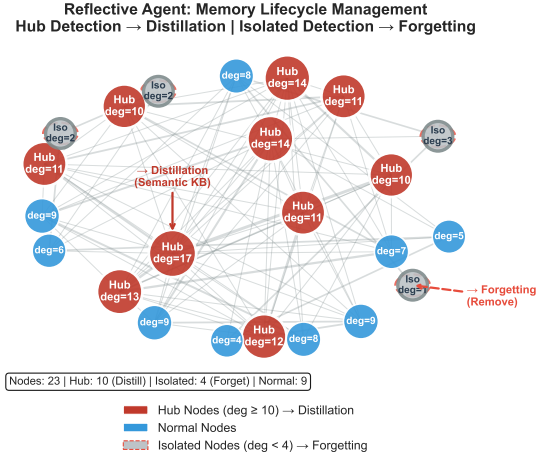 Reflective Agent: Memory Lifecycle Management
Hub Detection → Distillation | Isolated Detection → Forgetting
deg=8
Hub
deg=14
Iso
deg=2
Hub
deg=10
Hub
deg=11
Iso
deg=2
Iso
deg=3
Hub
deg=14
Hub
deg=11
→ Distillation
(Semantic KB)
Hub
deg=10
deg=9
Hub
deg=11
deg=6
Hub
deg=17
deg=7
deg=5
Hub
deg=13
Iso
deg=1
→ Forgetting
(Remove)
deg=9
deg=4
Hub
deg=12
deg=8
deg=9
Nodes: 23 | Hub: 10 (Distill) | Isolated: 4 (Forget) | Normal: 9
Hub Nodes (deg ≥ 10) → Distillation
Normal Nodes
Isolated Nodes (deg < 4) → Forgetting